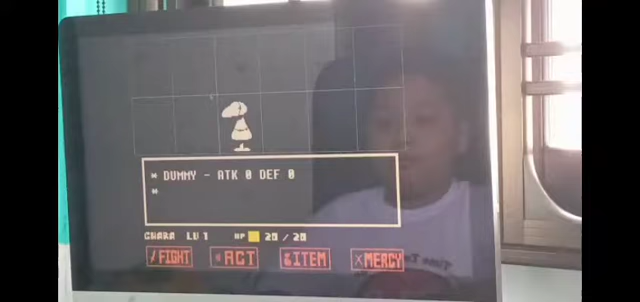 * DUMMY - ATK 0 DEF 0
*
CHARA LV 1 HP 20 / 20
FIGHT ACT ITEM MERCY